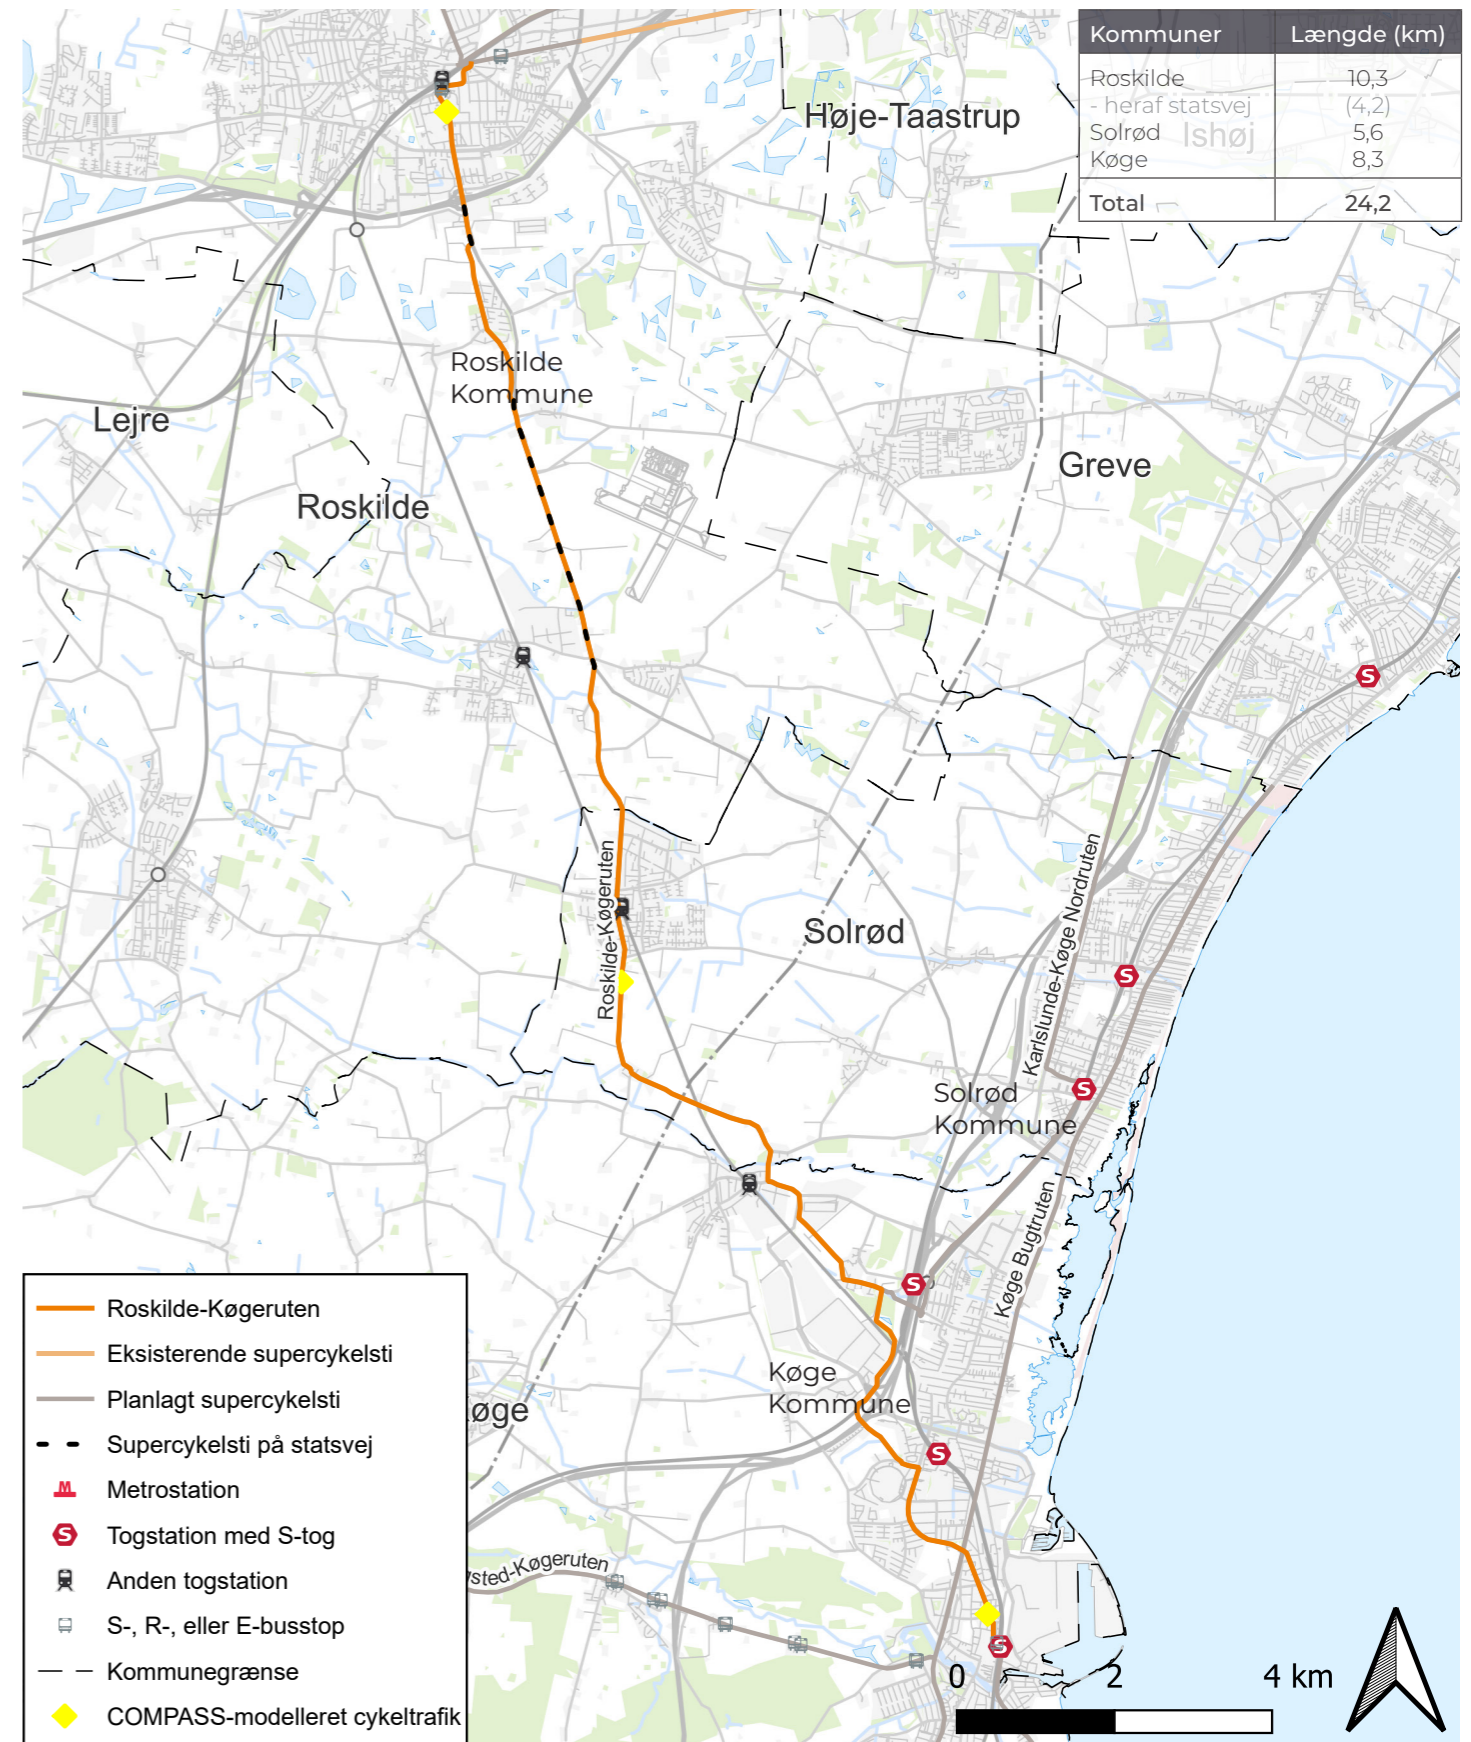 Kommuner Længde (km)
Roskilde 10,3
- heraf statsvej (4,2)
Solrød 5,6
Køge 8,3
Total 24,2
Ishøj
Høje-Taastrup
Roskilde
Kommune
Lejre
Greve
Roskilde
Roskilde-Køgeruten
Solrød
Karlslunde-Køge Nordruten
Solrød
Kommune
Køge Bugtruten
Køge
Kommune
øge
sted-Køgeruten
Roskilde-Køgeruten
Eksisterende supercykelsti
Planlagt supercykelsti
Supercykelsti på statsvej
M Metrostation
S Togstation med S-tog
Anden togstation
S-, R-, eller E-busstop
Kommunegrænse
COMPASS-modelleret cykeltrafik
S
S
S
S
S
S
0 2 4 km